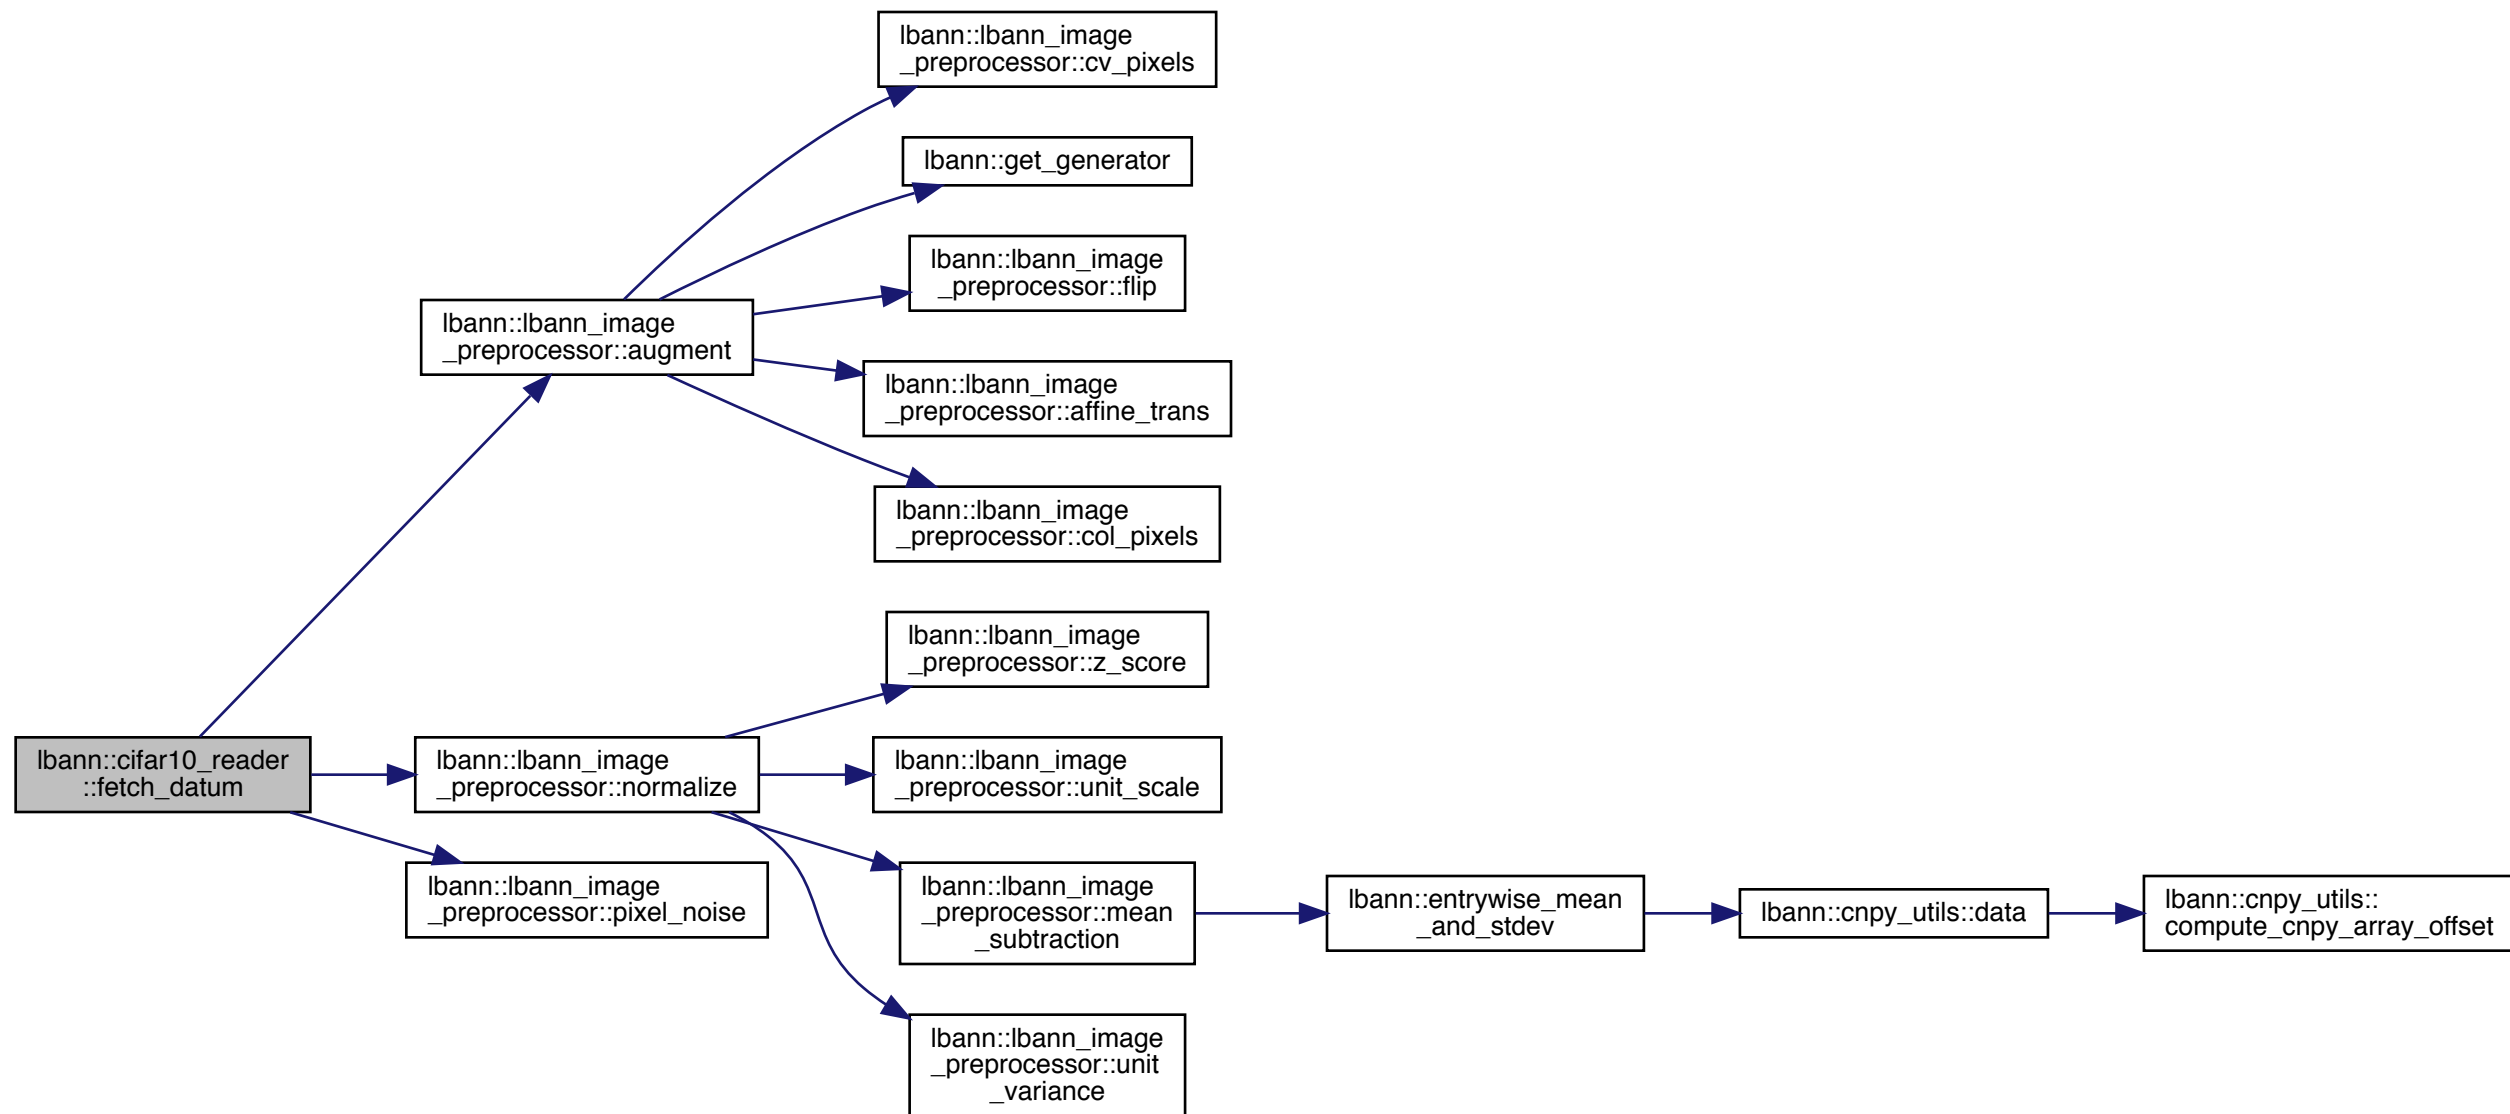 lbann::lbann_image
_preprocessor::cv_pixels
lbann::get_generator
lbann::lbann_image
_preprocessor::flip
lbann::lbann_image
_preprocessor::augment
lbann::lbann_image
_preprocessor::affine_trans
lbann::lbann_image
_preprocessor::col_pixels
lbann::lbann_image
_preprocessor::z_score
lbann::cifar10_reader
::fetch_datum
lbann::lbann_image
_preprocessor::normalize
lbann::lbann_image
_preprocessor::unit_scale
lbann::lbann_image
_preprocessor::pixel_noise
lbann::lbann_image
_preprocessor::mean
_subtraction
lbann::entrywise_mean
_and_stdev
lbann::cnpy_utils::data
lbann::cnpy_utils::
compute_cnpy_array_offset
lbann::lbann_image
_preprocessor::unit
_variance